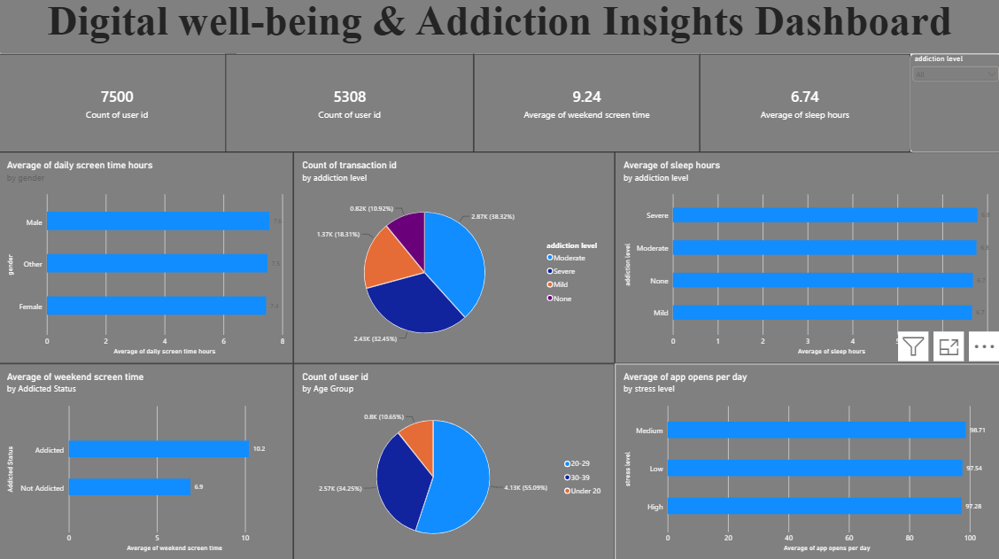 Digital well-being & Addiction Insights Dashboard
7500
Count of user id
5308
Count of user id
9.24
Average of weekend screen time
6.74
Average of sleep hours
addiction level
All
Average of daily screen time hours
by gender
gender
Male
Other
7.5
Female
7.4
0 2 4 6 8
Average of daily screen time hours
Count of transaction id
by addiction level
0.82K (10.92%)
2.87K (38.32%)
1.37K (18.31%)
2.43K (32.45%)
addiction level
Moderate
Severe
Mild
None
Average of sleep hours
by addiction level
addiction level
Severe
Moderate
None
6.7
Mild
6.7
0 1 2 3 4 5
Average of sleep hours
Average of weekend screen time
by Addicted Status
Addicted Status
Addicted
10.2
Not Addicted
6.9
0 5 10
Average of weekend screen time
Count of user id
by Age Group
0.8K (10.65%)
2.57K (34.25%)
4.13K (55.09%)
20-29
30-39
Under 20
Average of app opens per day
by stress level
stress level
Medium
98.71
Low
97.54
High
97.28
0 20 40 60 80 100
Average of app opens per day